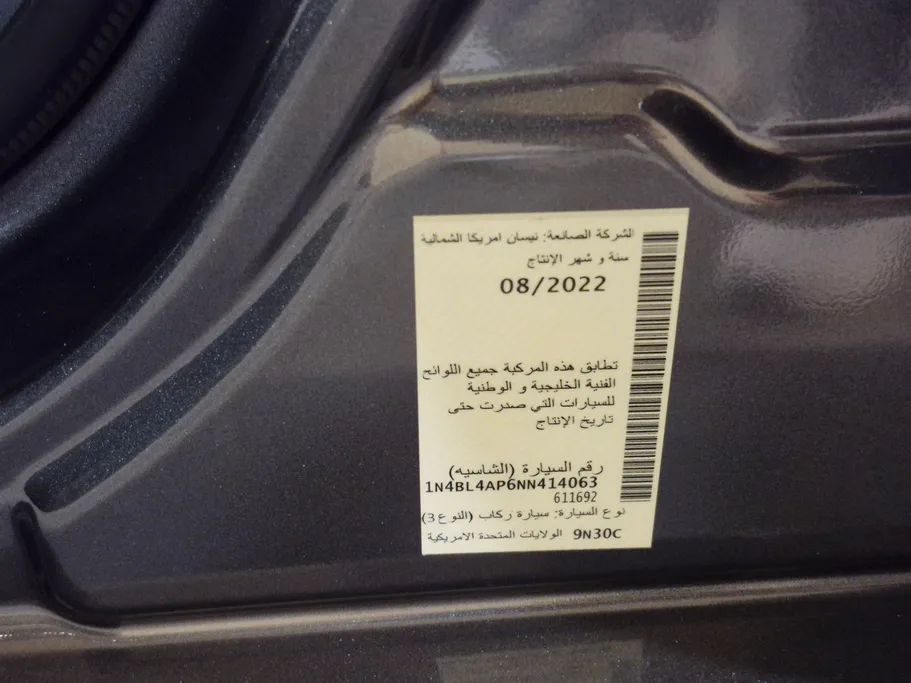 الشركة الصانعة: نيسان امريكا الشمالية
سنة و شهر الإنتاج
08/2022
تطابق هذه المركبة جميع اللوائح
الفنية الخليجية و الوطنية
للسيارات التي صدرت حتى
تاريخ الإنتاج
رقم السيارة (الشاسيه)
1N4BL4AP6NN414063
611692
نوع السيارة: سيارة ركاب (النوع 3)
9N30C الولايات المتحدة الامريكية